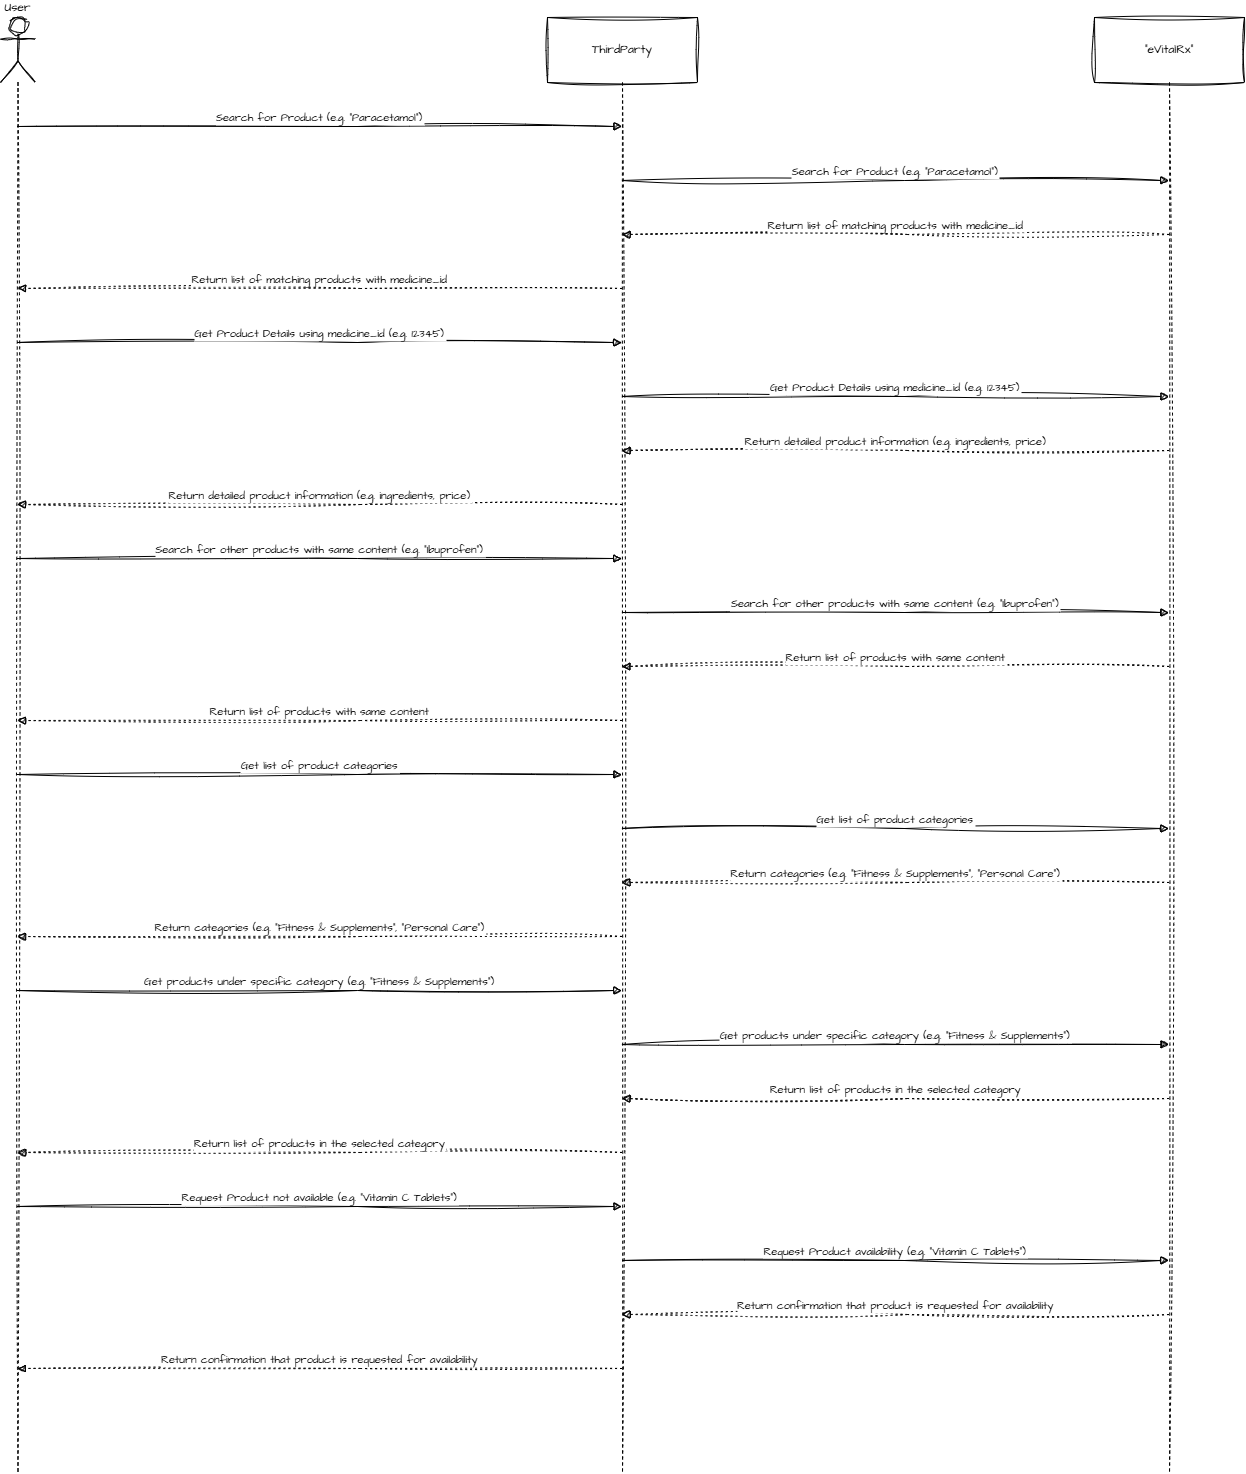 User
ThirdParty
"eVitalRx"
Search for Product (e.g. "Paracetamol")
Search for Product (e.g. "Paracetamol")
Return list of matching products with medicine_id
Return list of matching products with medicine_id
Get Product Details using medicine_id (e.g. 12345')
Get Product Details using medicine_id (e.g. 12345')
Return detailed product information (e.g. ingredients, price)
Return detailed product information (e.g. ingredients, price)
Search for other products with same content (e.g. "Ibuprofen")
Search for other products with same content (e.g. "Ibuprofen")
Return list of products with same content
Return list of products with same content
Get list of product categories
Get list of product categories
Return categories (e.g. "Fitness & Supplements", "Personal Care")
Return categories (e.g. "Fitness & Supplements", "Personal Care")
Get products under specific category (e.g. "Fitness & Supplements")
Get products under specific category (e.g. "Fitness & Supplements")
Return list of products in the selected category
Return list of products in the selected category
Request Product not available (e.g. "Vitamin C Tablets")
Request Product availability (e.g. "Vitamin C Tablets")
Return confirmation that product is requested for availability
Return confirmation that product is requested for availability